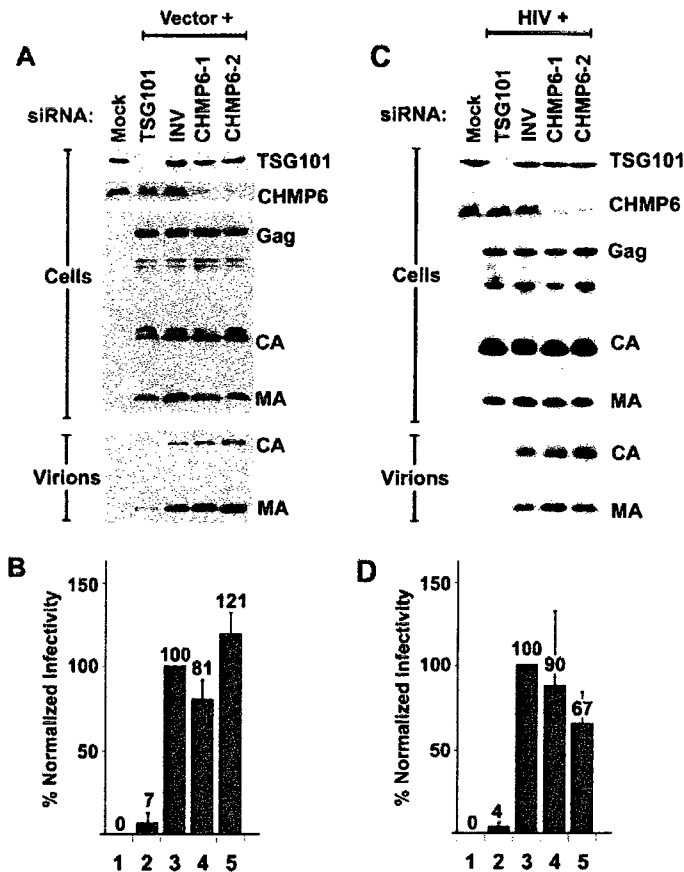 Vector +
A
siRNA:
Mock
TSG101
INV
CHMP6-1
CHMP6-2
TSG101
CHMP6
Gag
Cells
CA
MA
CA
Virions
MA
HIV +
C
siRNA:
Mock
TSG101
INV
CHMP6-1
CHMP6-2
TSG101
CHMP6
Gag
Cells
CA
MA
CA
Virions
MA
B
% Normalized Infectivity
150
100
50
0
7
100
81
121
1 2 3 4 5
D
% Normalized Infectivity
150
100
50
0
4
100
90
67
1 2 3 4 5